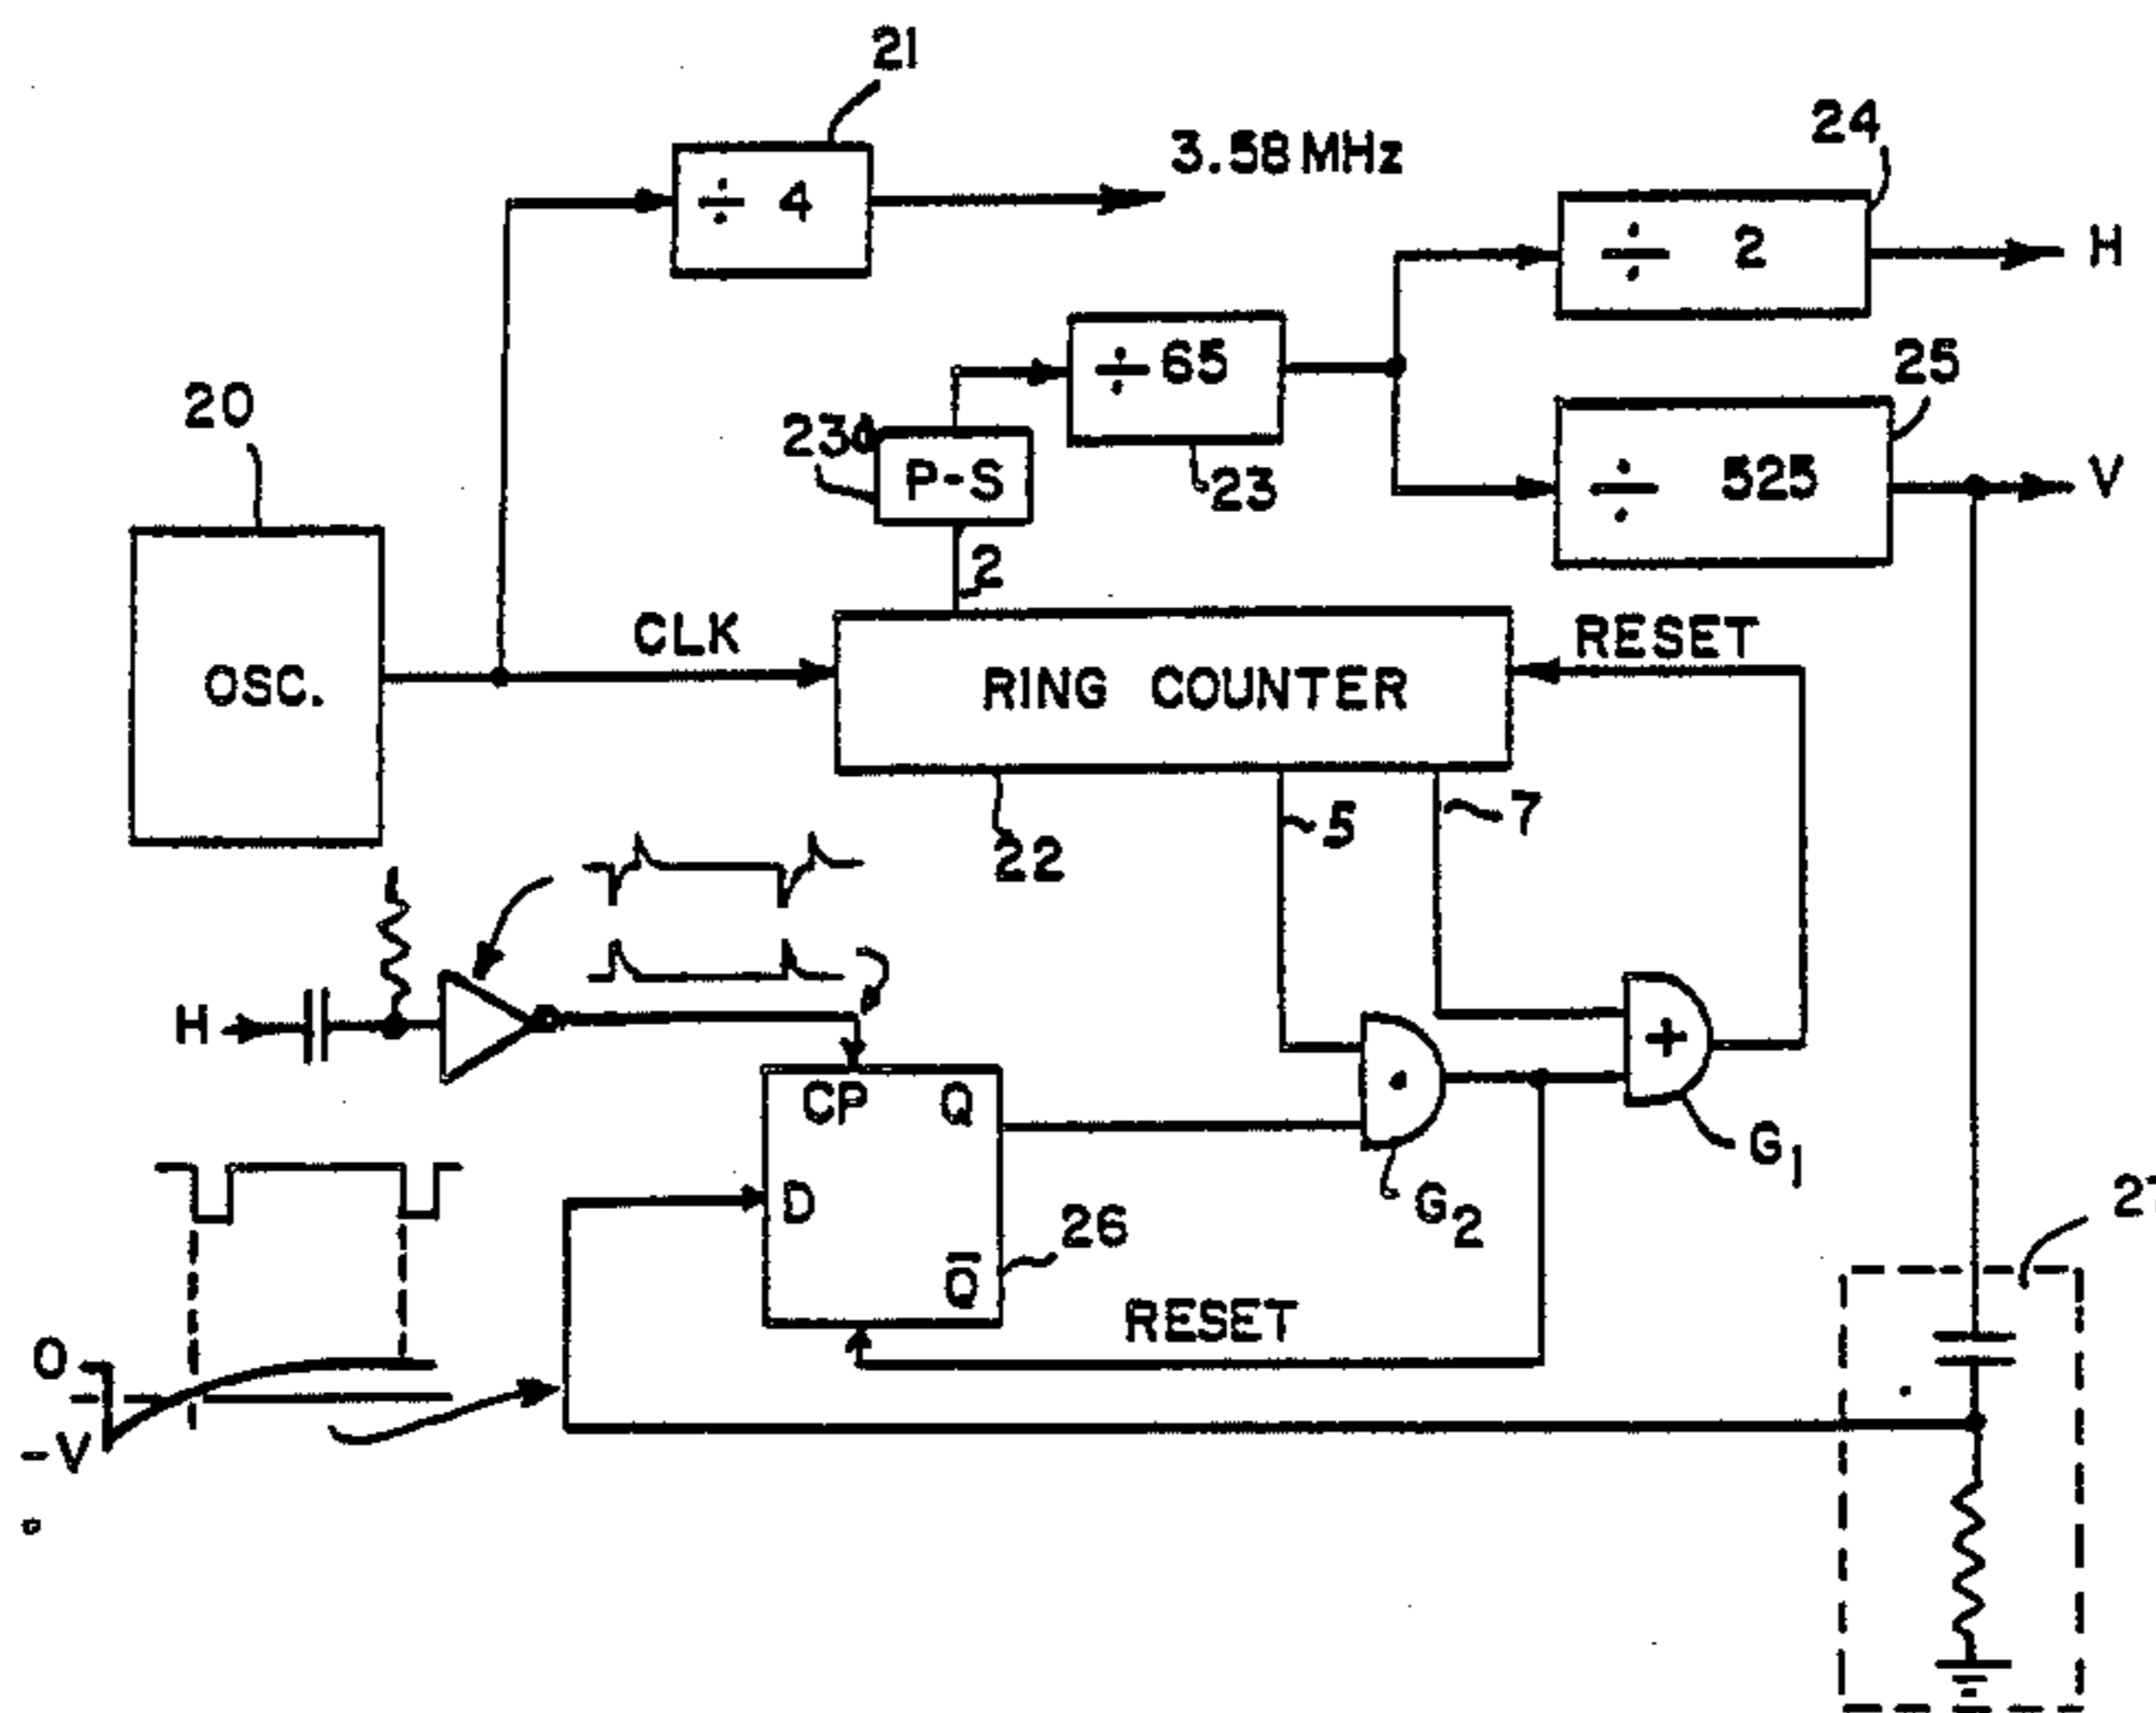 21
3.58 MHz
24
÷ 4
÷ 2
H
÷ 65
25
20
23A
P-S
23
÷ 525
V
2
CLK
RESET
OSC.
RING COUNTER
5
7
22
H
CP
Q
+
G1
D
G2
26
27
Q̅
RESET
O
-V